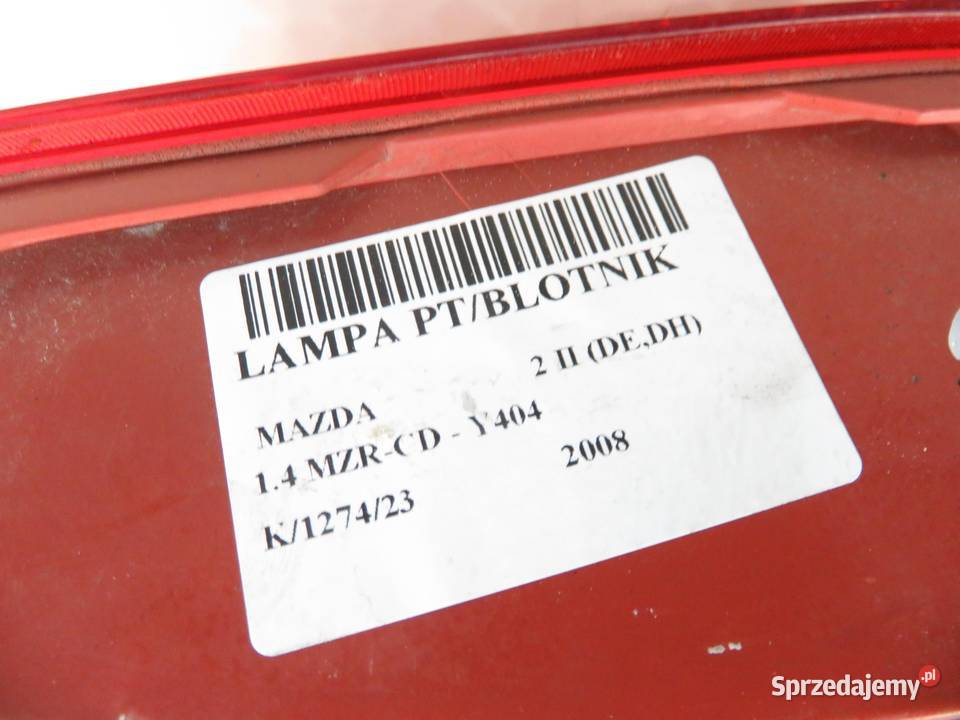 LAMPA PT/BLOTNIK
MAZDA 2 II (DE,DH)
1.4 MZR-CD - Y404
K/1274/23 2008
Sprzedajemy.pl